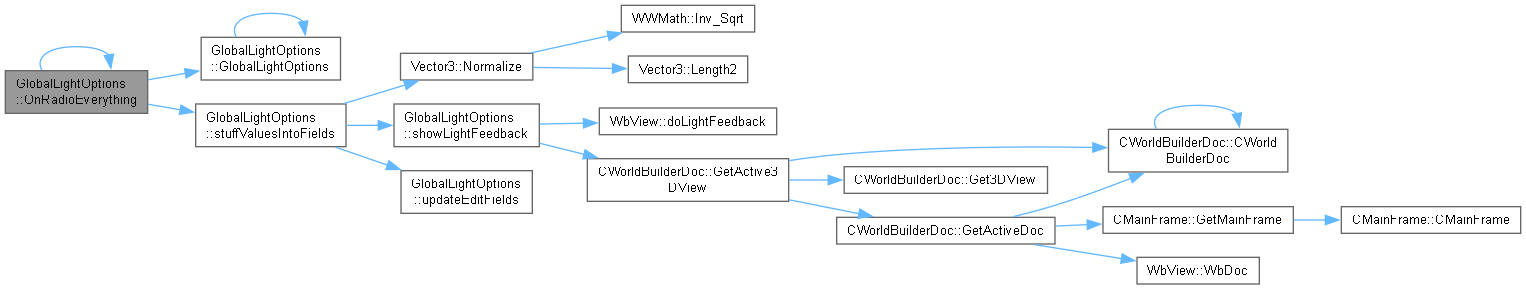 GlobalLightOptions
::OnRadioEverything
GlobalLightOptions
::GlobalLightOptions
GlobalLightOptions
::stuffValuesIntoFields
Vector3::Normalize
WWMath::Inv_Sqrt
Vector3::Length2
GlobalLightOptions
::showLightFeedback
WbView::doLightFeedback
CWorldBuilderDoc::GetActive3
DView
GlobalLightOptions
::updateEditFields
CWorldBuilderDoc::CWorld
BuilderDoc
CWorldBuilderDoc::Get3DView
CWorldBuilderDoc::GetActiveDoc
CMainFrame::GetMainFrame
CMainFrame::CMainFrame
WbView::WbDoc